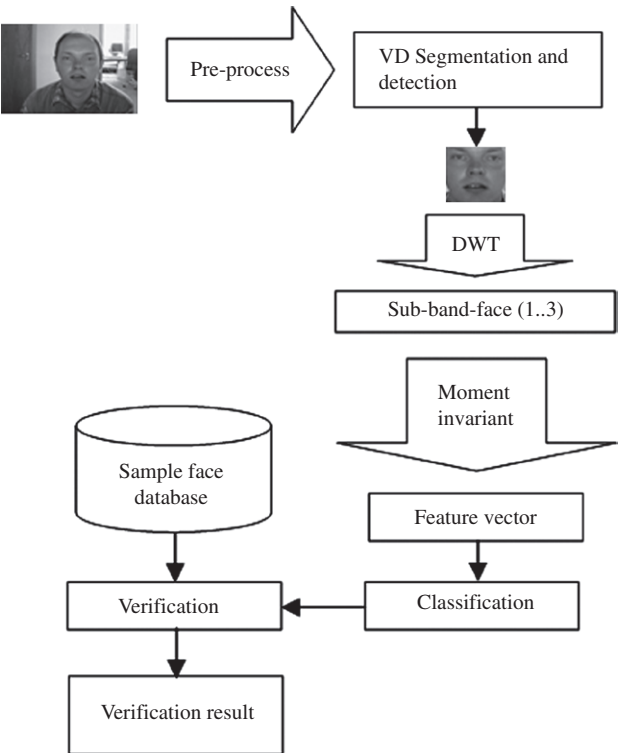 Pre-process
VD Segmentation and
detection
DWT
Sub-band-face (1..3)
Moment
invariant
Sample face
database
Feature vector
Verification
Classification
Verification result